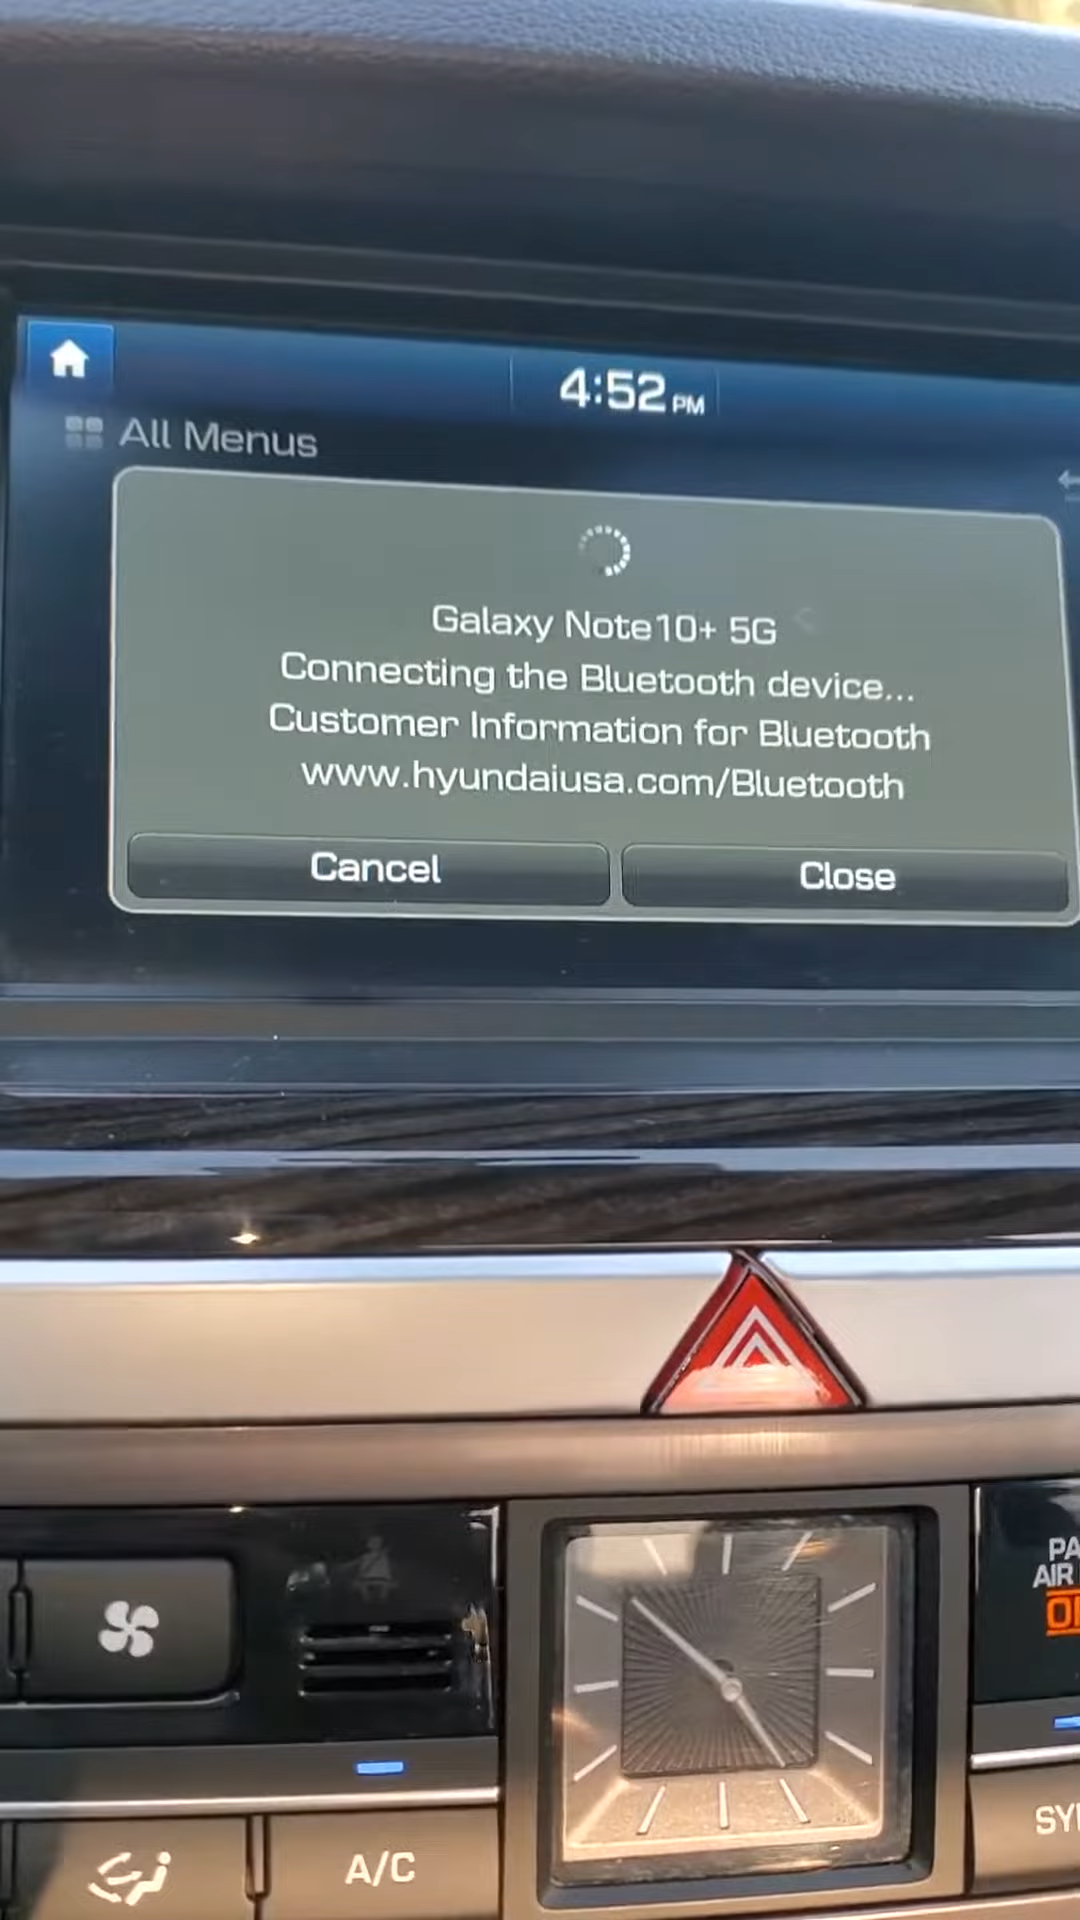 4:52 PM
All Menus
Galaxy Note10+ 5G
Connecting the Bluetooth device...
Customer Information for Bluetooth
www.hyundaiusa.com/Bluetooth
Cancel
Close
AIR
A/C